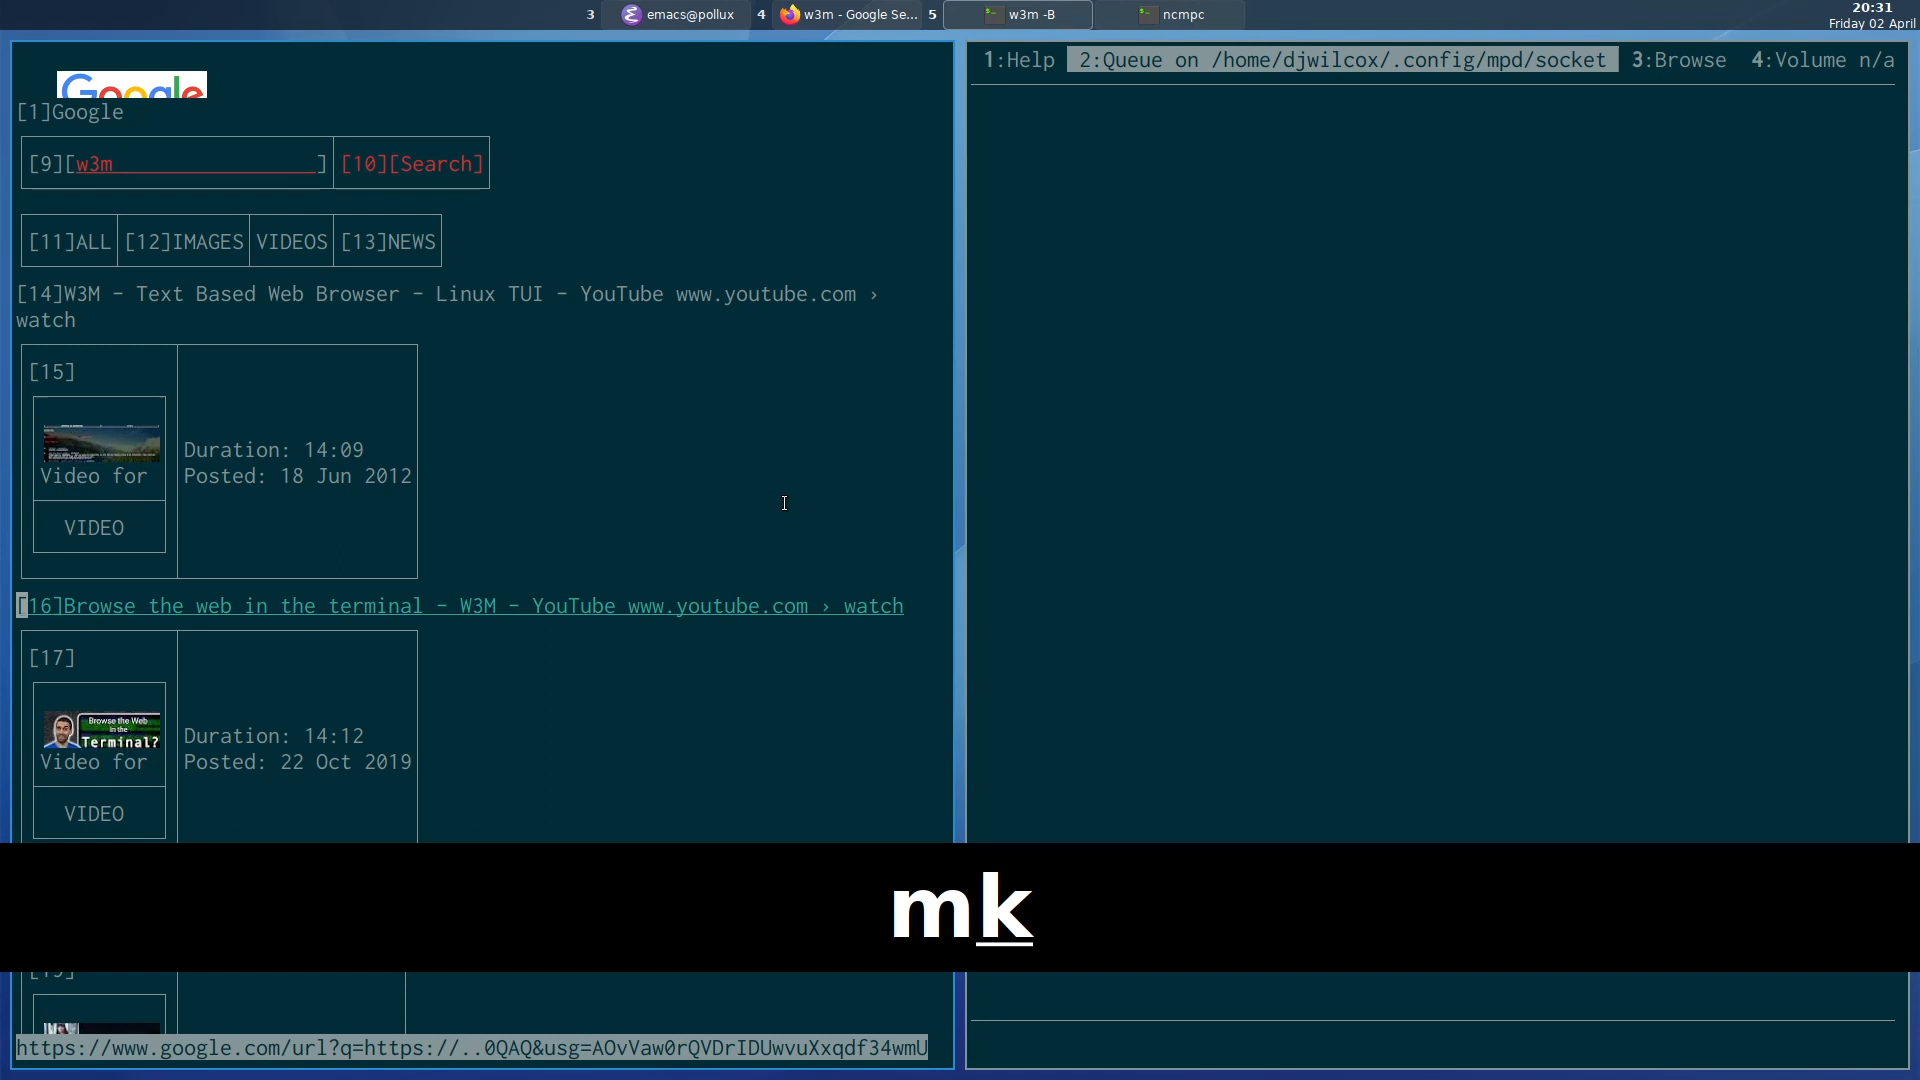 3 emacs@pollux 4 w3m - Google Se... 5 w3m -B ncmpc 20:31
Friday 02 April
Google
[1]Google
[9][w3m ] [10][Search]
[11]ALL [12]IMAGES VIDEOS [13]NEWS
[14]W3M - Text Based Web Browser - Linux TUI - YouTube www.youtube.com ›
watch
[15]
Duration: 14:09
Video for Posted: 18 Jun 2012
VIDEO
[16]Browse the web in the terminal - W3M - YouTube www.youtube.com › watch
[17]
Browse the Web
in the
Terminal?
Duration: 14:12
Video for Posted: 22 Oct 2019
VIDEO
https://www.google.com/url?q=https://..0QAQ&usg=AOvVaw0rQVDrIDUwvuXxqdf34wmU
1:Help 2:Queue on /home/djwilcox/.config/mpd/socket 3:Browse 4:Volume n/a
mk